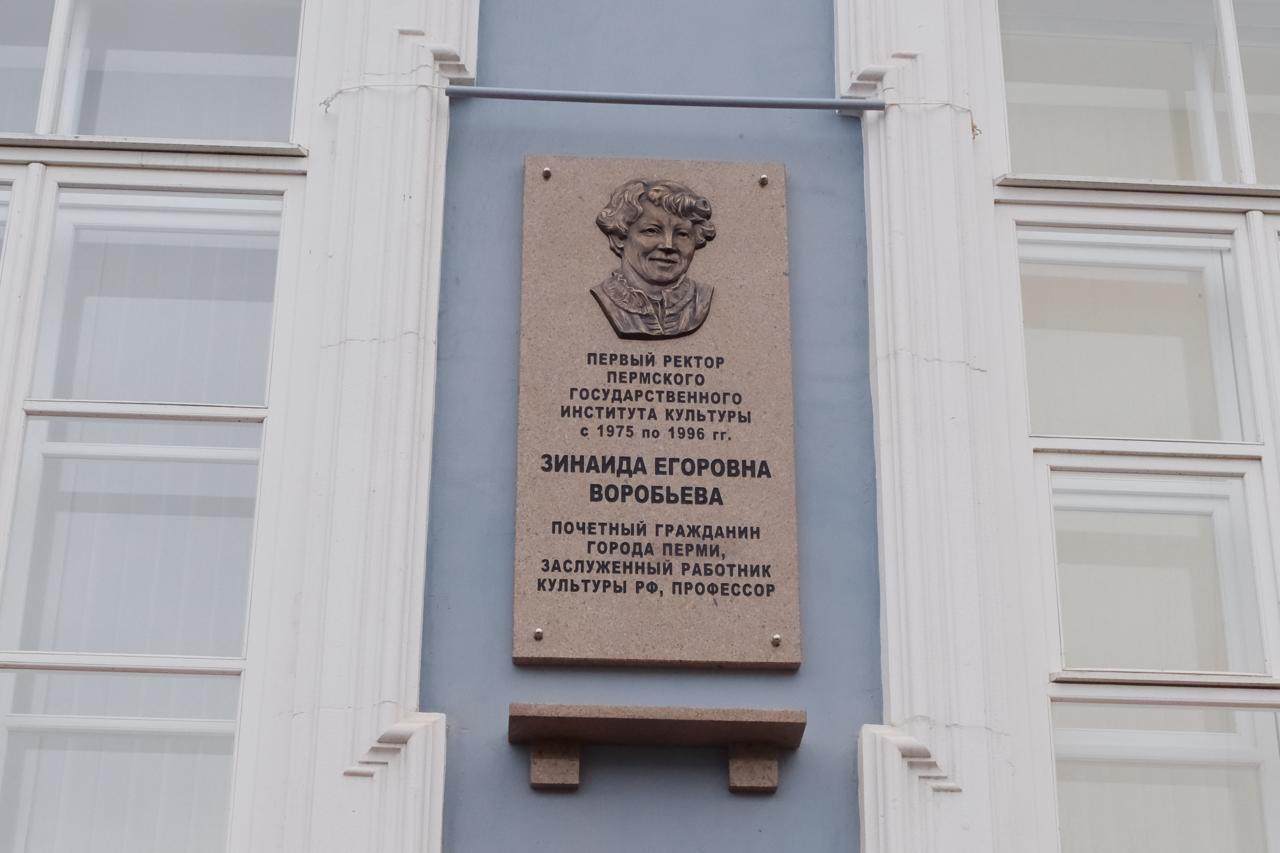 ПЕРВЫЙ РЕКТОР
ПЕРМСКОГО
ГОСУДАРСТВЕННОГО
ИНСТИТУТА КУЛЬТУРЫ
с 1975 по 1996 гг.
ЗИНАИДА ЕГОРОВНА
ВОРОБЬЕВА
ПОЧЕТНЫЙ ГРАЖДАНИН
ГОРОДА ПЕРМИ,
ЗАСЛУЖЕННЫЙ РАБОТНИК
КУЛЬТУРЫ РФ, ПРОФЕССОР